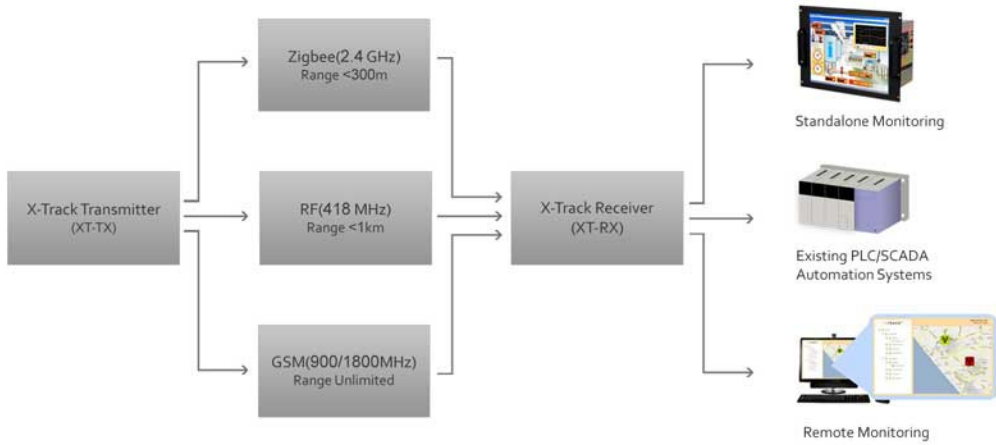 Zigbee(2.4 GHz)
Range <300m
Standalone Monitoring
X-Track Transmitter
(XT-TX)
RF(418 MHz)
Range <1km
X-Track Receiver
(XT-RX)
Existing PLC/SCADA
Automation Systems
GSM(900/1800MHz)
Range Unlimited
Remote Monitoring